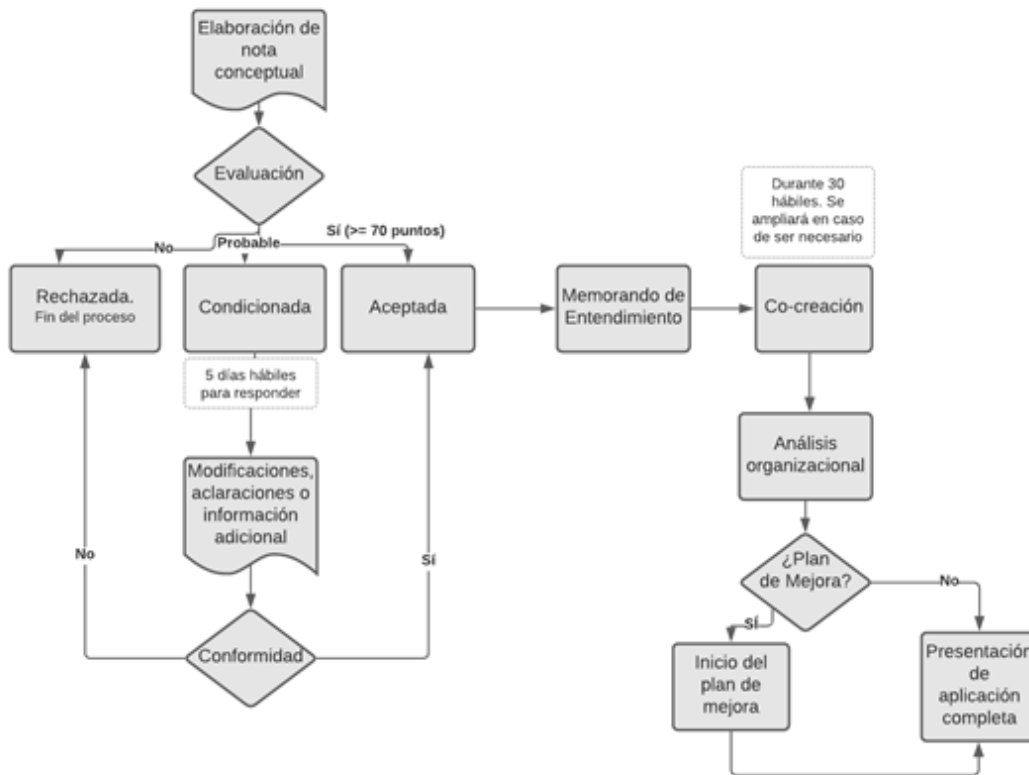 Elaboración de
nota
conceptual
Evaluación
No
Probable
Sí (>= 70 puntos)
Rechazada.
Fin del proceso
Condicionada
Aceptada
Memorando de
Entendimiento
Durante 30
hábiles. Se
ampliará en caso
de ser necesario
Co-creación
5 días hábiles
para responder
Modificaciones,
aclaraciones o
información
adicional
No
Sí
Conformidad
Análisis
organizacional
¿Plan
de Mejora?
No
SÍ
Inicio del
plan de
mejora
Presentación
de
aplicación
completa